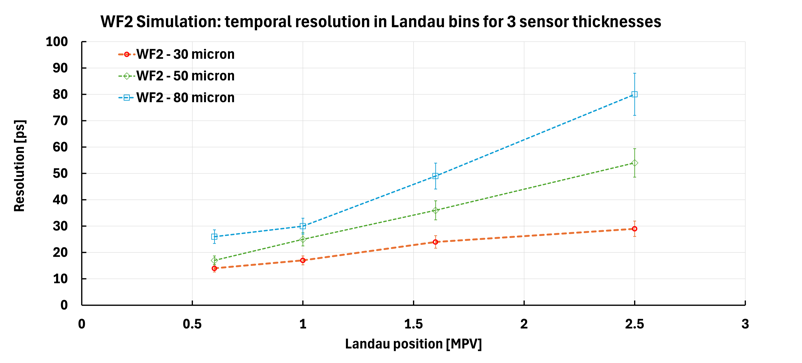 WF2 Simulation: temporal resolution in Landau bins for 3 sensor thicknesses
100
90
80
70
60
50
40
30
20
10
0
Resolution [ps]
WF2 - 30 micron
WF2 - 50 micron
WF2 - 80 micron
0 0.5 1 1.5 2 2.5 3
Landau position [MPV]